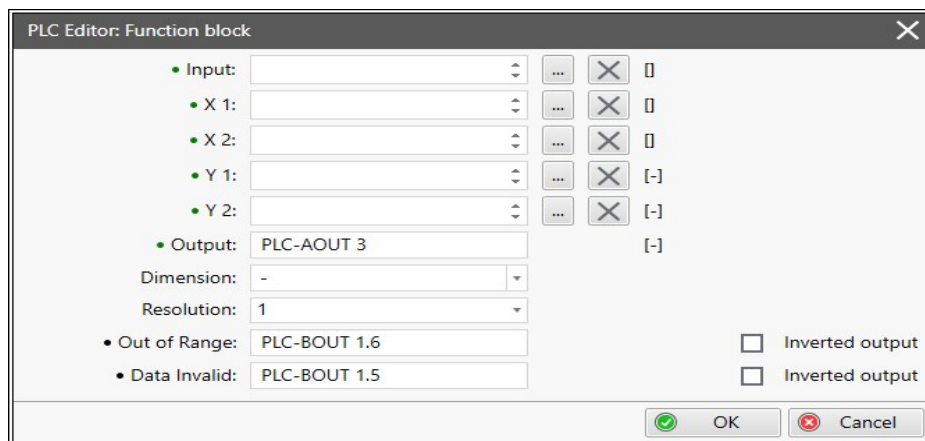 PLC Editor: Function block
• Input: ... []
• X 1: ... []
• X 2: ... []
• Y 1: ... [-]
• Y 2: ... [-]
• Output: PLC-AOUT 3 [-]
Dimension: -
Resolution: 1
• Out of Range: PLC-BOUT 1.6 Inverted output
• Data Invalid: PLC-BOUT 1.5 Inverted output
OK Cancel